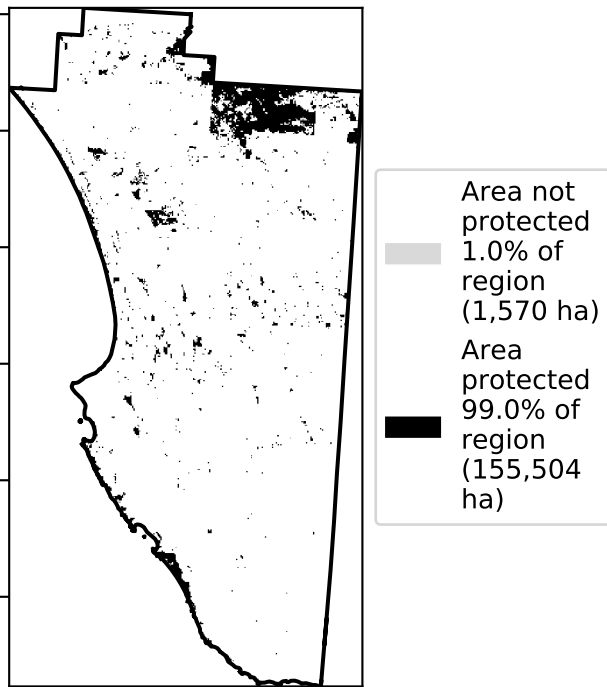 Area not
protected
1.0% of
region
(1,570 ha)
Area
protected
99.0% of
region
(155,504
ha)